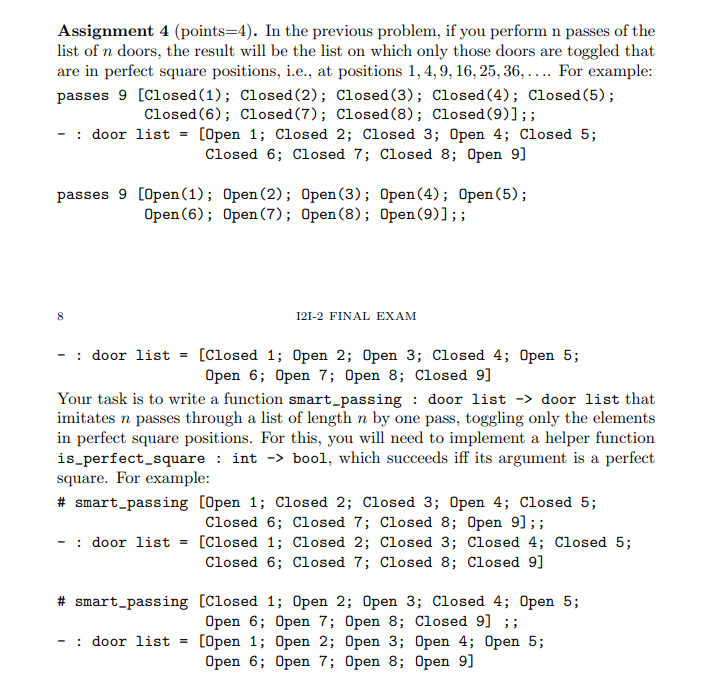 Assignment 4 (points=4). In the previous problem, if you perform n passes of the
list of n doors, the result will be the list on which only those doors are toggled that
are in perfect square positions, i.e., at positions 1, 4, 9, 16, 25, 36, . . . . For example:
passes 9 [Closed(1); Closed(2); Closed(3); Closed(4); Closed(5);
Closed(6); Closed(7); Closed(8); Closed(9)];;
- : door list = [Open 1; Closed 2; Closed 3; Open 4; Closed 5;
Closed 6; Closed 7; Closed 8; Open 9]
passes 9 [Open(1); Open(2); Open(3); Open(4); Open(5);
Open(6); Open(7); Open(8); Open(9)];;
8 I2I-2 FINAL EXAM
- : door list = [Closed 1; Open 2; Open 3; Closed 4; Open 5;
Open 6; Open 7; Open 8; Closed 9]
Your task is to write a function smart_passing : door list -> door list that
imitates n passes through a list of length n by one pass, toggling only the elements
in perfect square positions. For this, you will need to implement a helper function
is_perfect_square : int -> bool, which succeeds iff its argument is a perfect
square. For example:
# smart_passing [Open 1; Closed 2; Closed 3; Open 4; Closed 5;
Closed 6; Closed 7; Closed 8; Open 9];;
- : door list = [Closed 1; Closed 2; Closed 3; Closed 4; Closed 5;
Closed 6; Closed 7; Closed 8; Closed 9]
# smart_passing [Closed 1; Open 2; Open 3; Closed 4; Open 5;
Open 6; Open 7; Open 8; Closed 9] ;;
- : door list = [Open 1; Open 2; Open 3; Open 4; Open 5;
Open 6; Open 7; Open 8; Open 9]